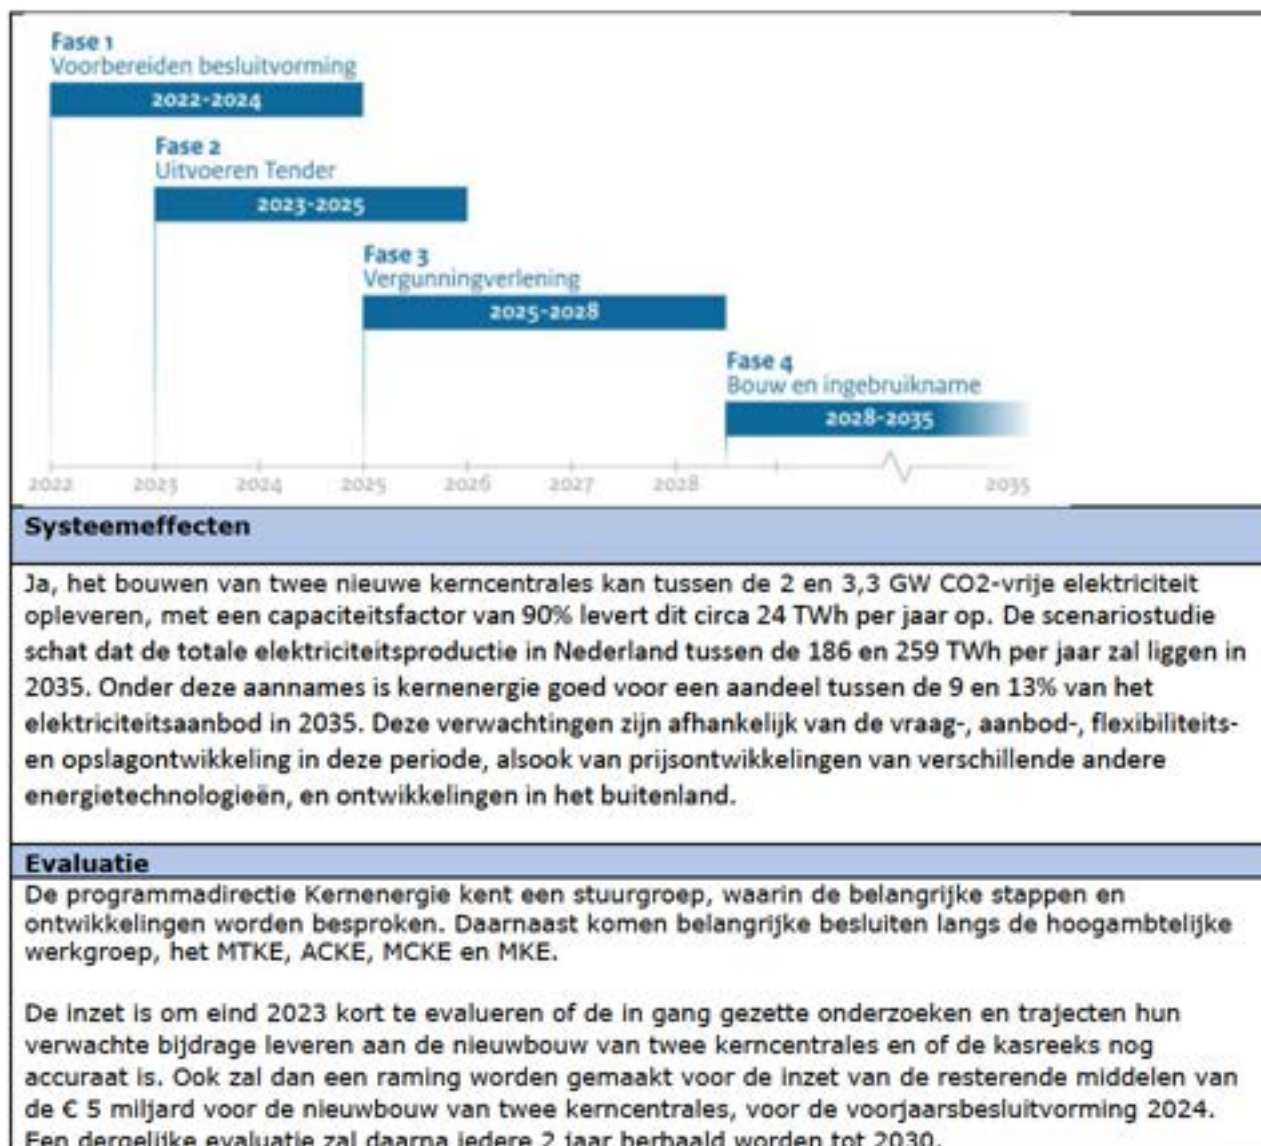 Fase 1
Voorbereiden besluitvorming
2022-2024
Fase 2
Uitvoeren Tender
2023-2025
Fase 3
Vergunningverlening
2025-2028
Fase 4
Bouw en ingebruikname
2028-2035
2022 2023 2024 2025 2026 2027 2028 2035
Systeemeffecten
Ja, het bouwen van twee nieuwe kerncentrales kan tussen de 2 en 3,3 GW CO2-vrije elektriciteit
opleveren, met een capaciteitsfactor van 90% levert dit circa 24 TWh per jaar op. De scenariostudie
schat dat de totale elektriciteitsproductie in Nederland tussen de 186 en 259 TWh per jaar zal liggen in
2035. Onder deze aannames is kernenergie goed voor een aandeel tussen de 9 en 13% van het
elektriciteitsaanbod in 2035. Deze verwachtingen zijn afhankelijk van de vraag-, aanbod-, flexibiliteits-
en opslagontwikkeling in deze periode, alsook van prijsontwikkelingen van verschillende andere
energietechnologieën, en ontwikkelingen in het buitenland.
Evaluatie
De programmadirectie Kernenergie kent een stuurgroep, waarin de belangrijke stappen en
ontwikkelingen worden besproken. Daarnaast komen belangrijke besluiten langs de hoogambtelijke
werkgroep, het MTKE, ACKE, MCKE en MKE.
De inzet is om eind 2023 kort te evalueren of de in gang gezette onderzoeken en trajecten hun
verwachte bijdrage leveren aan de nieuwbouw van twee kerncentrales en of de kasreeks nog
accuraat is. Ook zal dan een raming worden gemaakt voor de inzet van de resterende middelen van
de € 5 miljard voor de nieuwbouw van twee kerncentrales, voor de voorjaarsbesluitvorming 2024.
Een dergelijke evaluatie zal daarna iedere 2 jaar herhaald worden tot 2030.